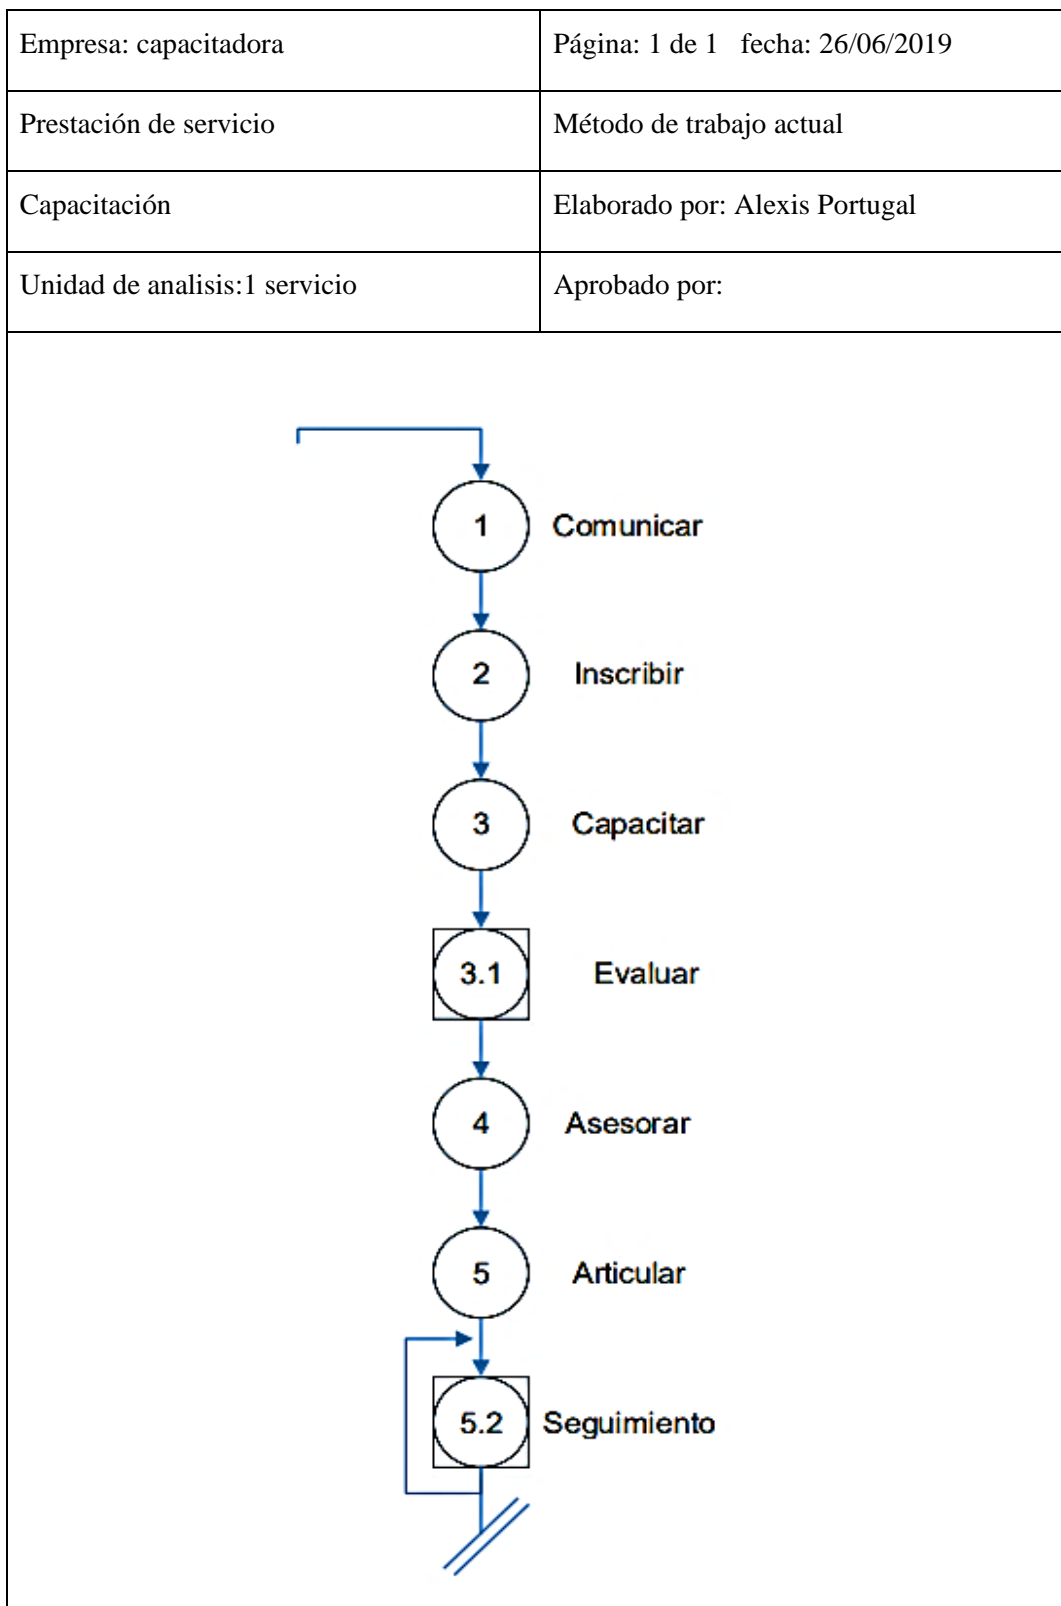 Empresa: capacitadora
Página: 1 de 1   fecha: 26/06/2019
Prestación de servicio
Método de trabajo actual
Capacitación
Elaborado por: Alexis Portugal
Unidad de analisis:1 servicio
Aprobado por:
1 Comunicar
2 Inscribir
3 Capacitar
3.1 Evaluar
4 Asesorar
5 Articular
5.2 Seguimiento